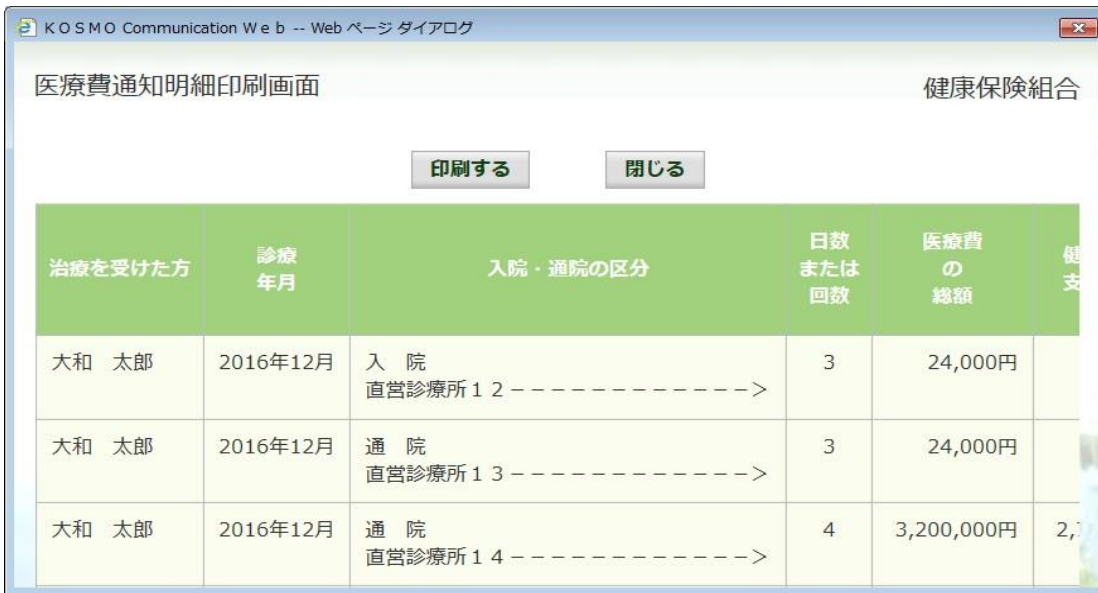 ＫＯＳＭＯ Communication Ｗｅｂ -- Web ページ ダイアログ
医療費通知明細印刷画面
健康保険組合
印刷する
閉じる
治療を受けた方
診療
年月
入院・通院の区分
日数
または
回数
医療費
の
総額
健
支
大和　太郎
2016年12月
入　院
直営診療所１２－－－－－－－－－－－－＞
3
24,000円
大和　太郎
2016年12月
通　院
直営診療所１３－－－－－－－－－－－－＞
3
24,000円
大和　太郎
2016年12月
通　院
直営診療所１４－－－－－－－－－－－－＞
4
3,200,000円